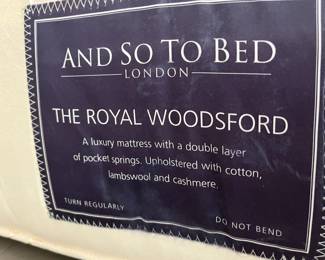 AND SO TO BED
LONDON
THE ROYAL WOODSFORD
A luxury mattress with a double layer
of pocket springs. Upholstered with cotton,
lambswool and cashmere.
TURN REGULARLY
DO NOT BEND